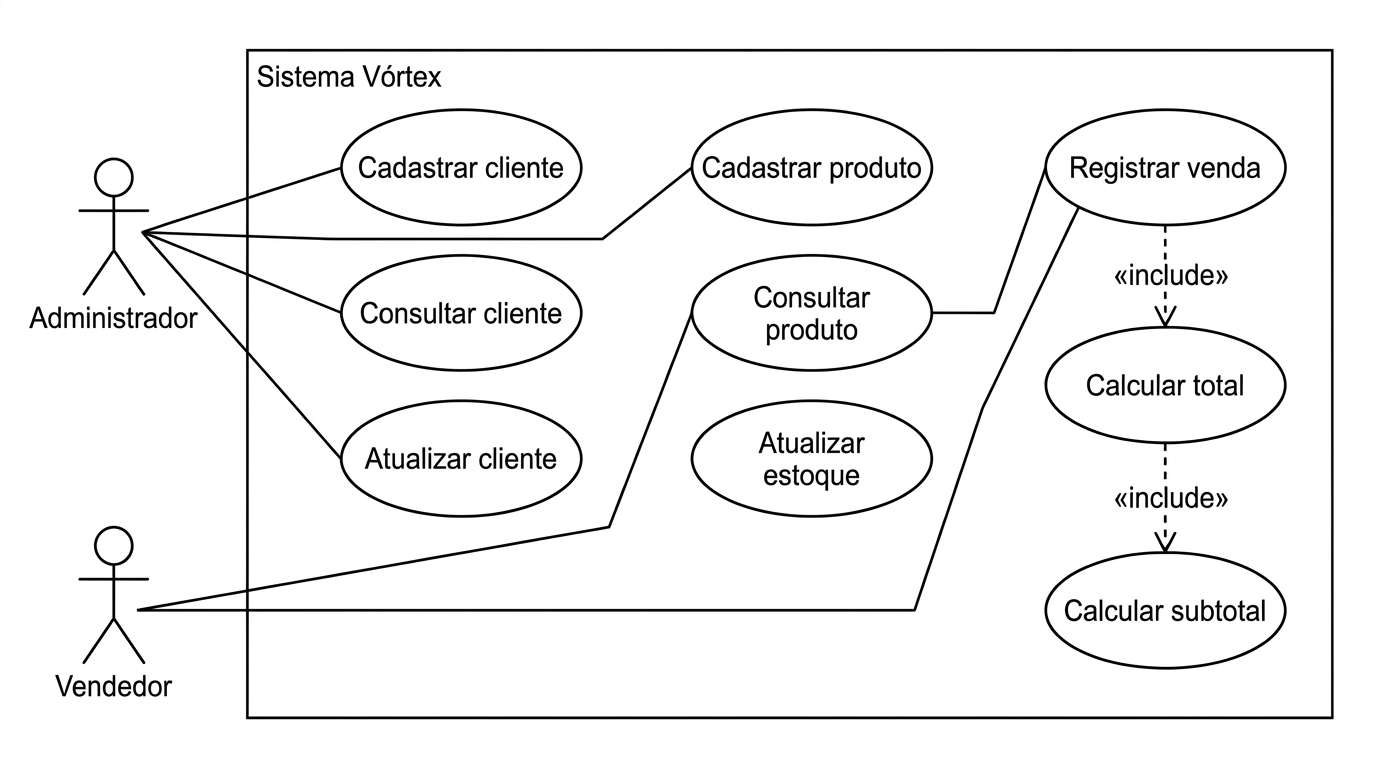 Sistema Vórtex
Cadastrar cliente
Cadastrar produto
Registrar venda
«include»
Consultar cliente
Consultar
produto
Administrador
Calcular total
Atualizar cliente
Atualizar
estoque
«include»
Calcular subtotal
Vendedor